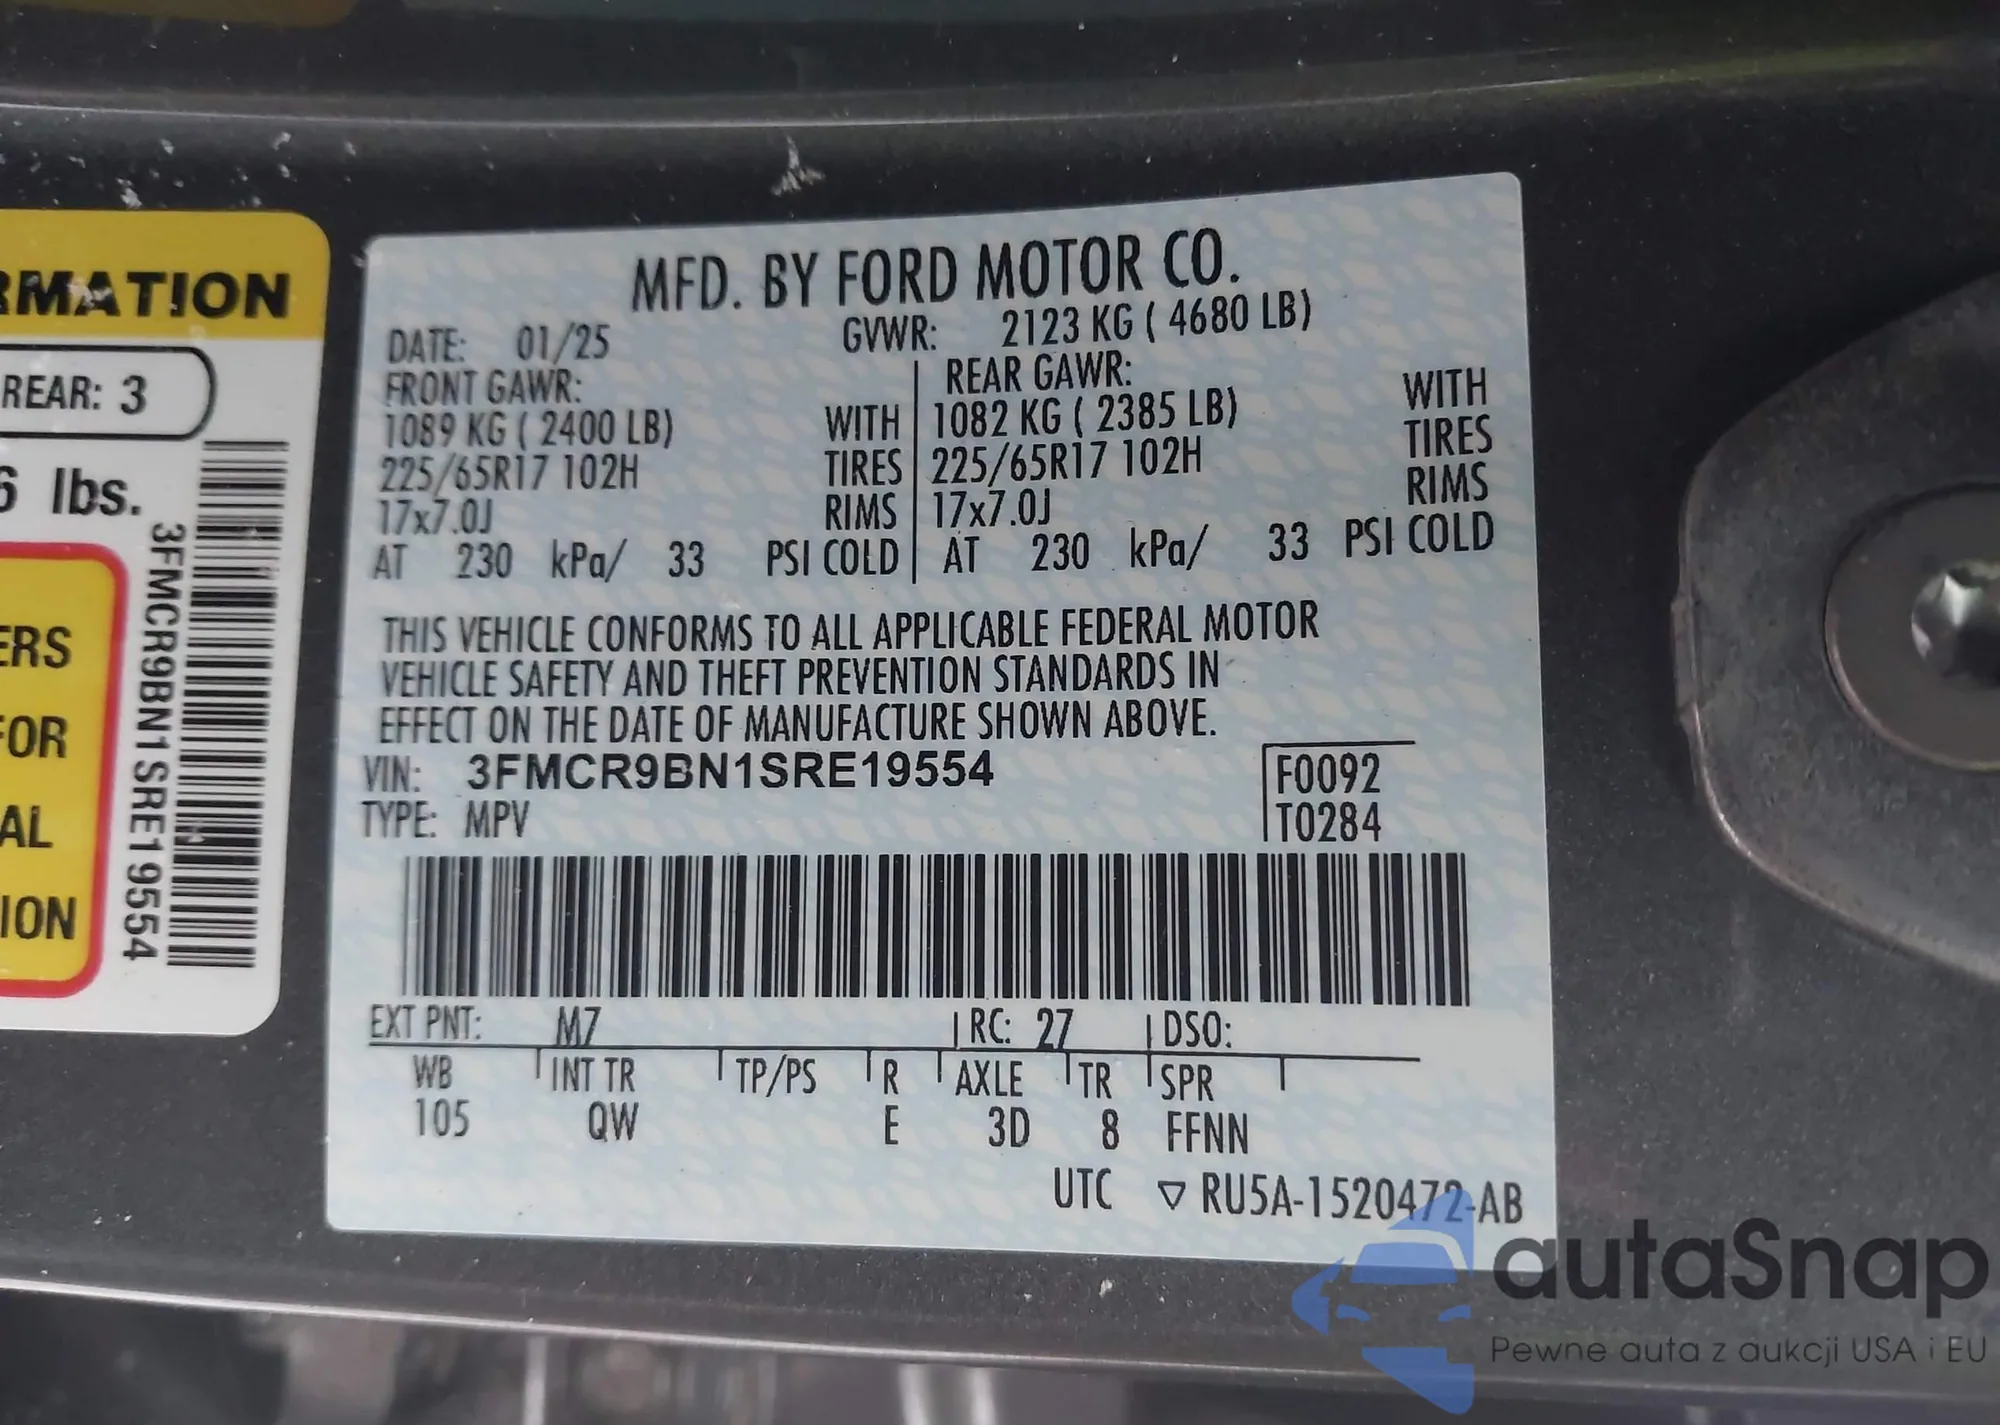 RMATION
REAR: 3
6 lbs.
ERS
FOR
AL
ION
3FMCR9BN1SRE19554
MFD. BY FORD MOTOR CO.
DATE: 01/25 GVWR: 2123 KG ( 4680 LB)
FRONT GAWR: REAR GAWR:
1089 KG ( 2400 LB) WITH 1082 KG ( 2385 LB) WITH
225/65R17 102H TIRES 225/65R17 102H TIRES
17x7.0J RIMS 17x7.0J RIMS
AT 230 kPa/ 33 PSI COLD AT 230 kPa/ 33 PSI COLD
THIS VEHICLE CONFORMS TO ALL APPLICABLE FEDERAL MOTOR
VEHICLE SAFETY AND THEFT PREVENTION STANDARDS IN
EFFECT ON THE DATE OF MANUFACTURE SHOWN ABOVE.
VIN: 3FMCR9BN1SRE19554 F0092
TYPE: MPV T0284
EXT PNT: M7 RC: 27 DSO:
WB INT TR TP/PS R AXLE TR SPR
105 QW E 3D 8 FFNN
UTC ▽ RU5A-1520472-AB
autaSnap
Pewne auta z aukcji USA i EU